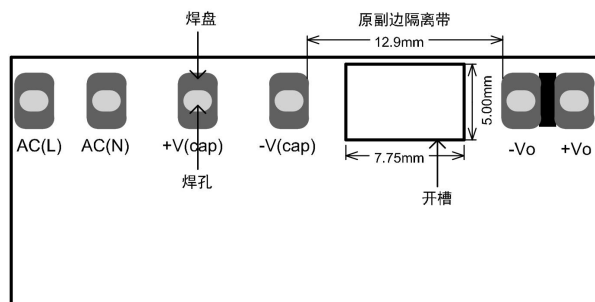 焊盘
原副边隔离带
12.9mm
5.00mm
AC(L)
AC(N)
+V(cap)
-V(cap)
-Vo
+Vo
7.75mm
焊孔
开槽